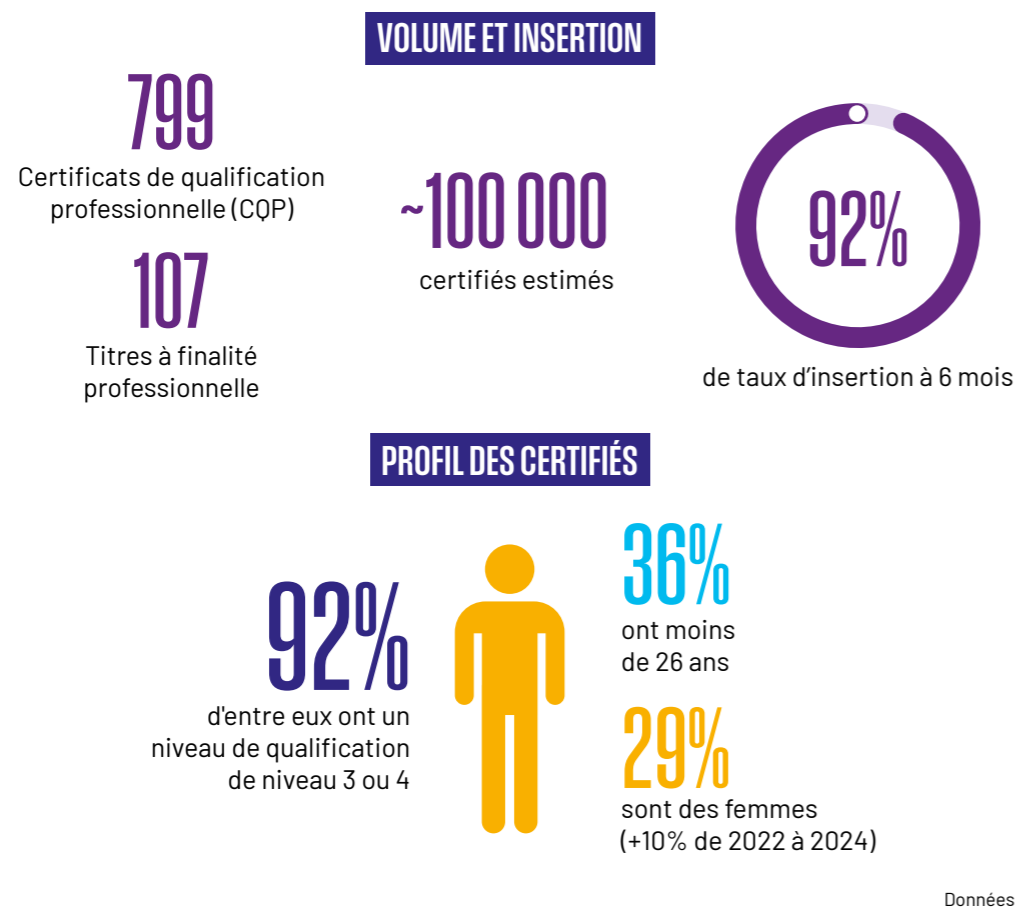 VOLUME ET INSERTION
799
Certificats de qualification
professionnelle (CQP)
107
Titres à finalité
professionnelle
~100 000
certifiés estimés
92%
de taux d’insertion à 6 mois
PROFIL DES CERTIFIÉS
92%
d'entre eux ont un
niveau de qualification
de niveau 3 ou 4
36%
ont moins
de 26 ans
29%
sont des femmes
(+10% de 2022 à 2024)
Données